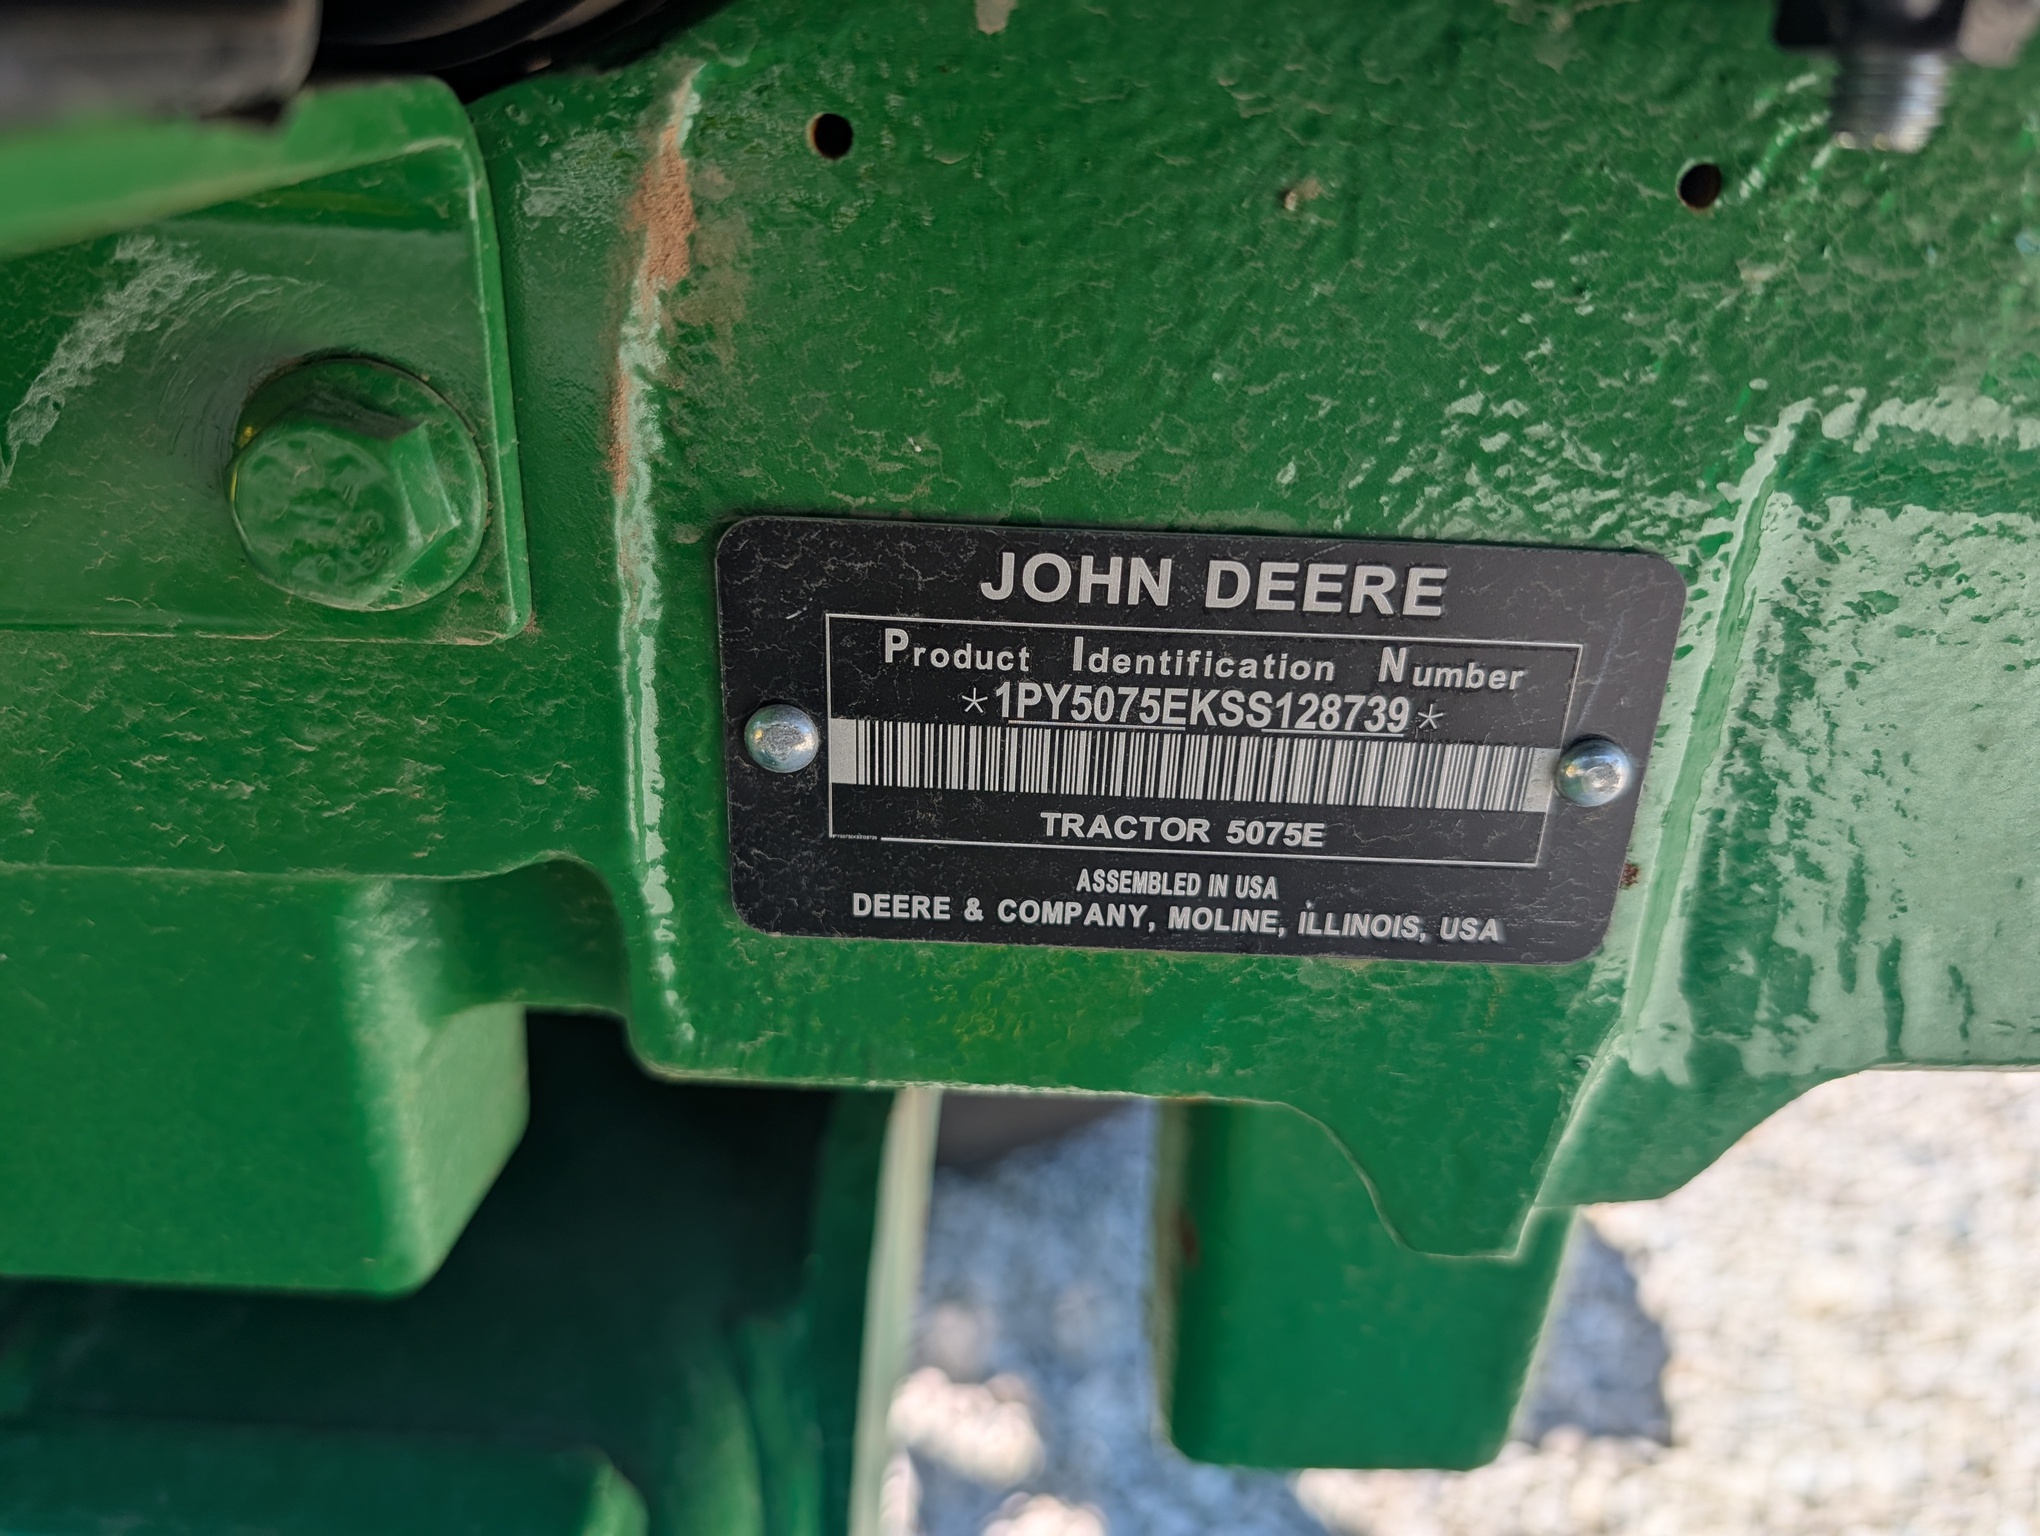 JOHN DEERE
Product Identification Number
*1PY5075EKSS128739*
TRACTOR 5075E
ASSEMBLED IN USA
DEERE & COMPANY, MOLINE, ILLINOIS, USA